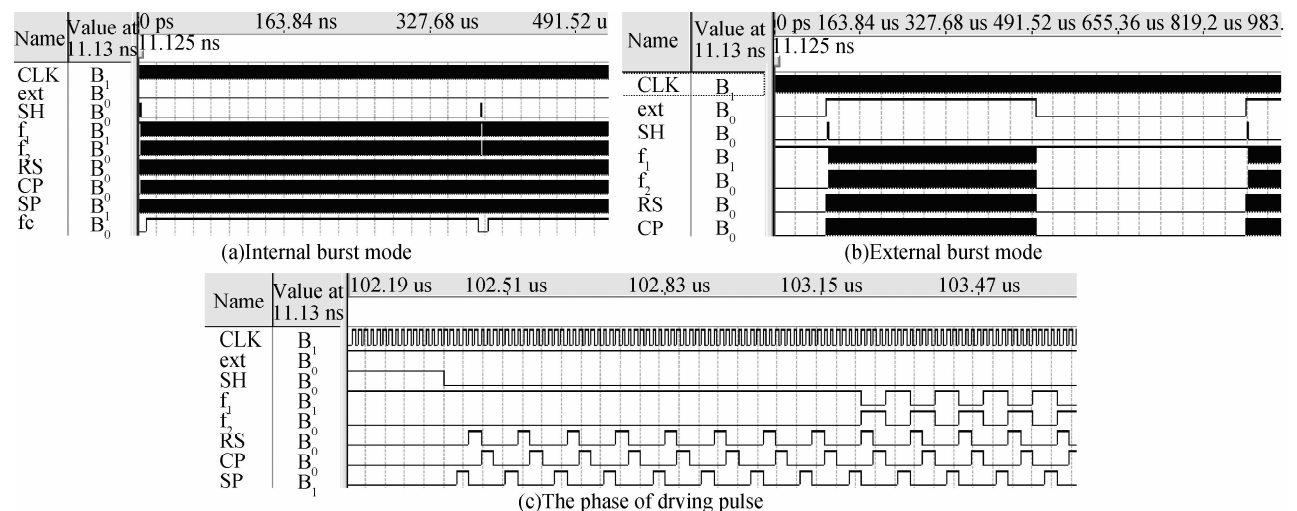 Name Value at 11.13 ns 0 ps 163.84 ns 327.68 us 491.52 u
11.125 ns
CLK B1
ext B0
SH B0
f1 B1
f2 B0
RS B0
CP B0
SP B1
fc B0
(a)Internal burst mode
Name Value at 11.13 ns 0 ps 163.84 us 327.68 us 491.52 us 655,36 us 819,2 us 983.
11.125 ns
CLK B1
ext B0
SH B0
f1 B1
f2 B0
RS B0
CP B0
(b)External burst mode
Name Value at 11.13 ns 102.19 us 102.51 us 102.83 us 103.15 us 103.47 us
CLK B1
ext B0
SH B0
f1 B1
f2 B0
RS B0
CP B0
SP B1
(c)The phase of drving pulse